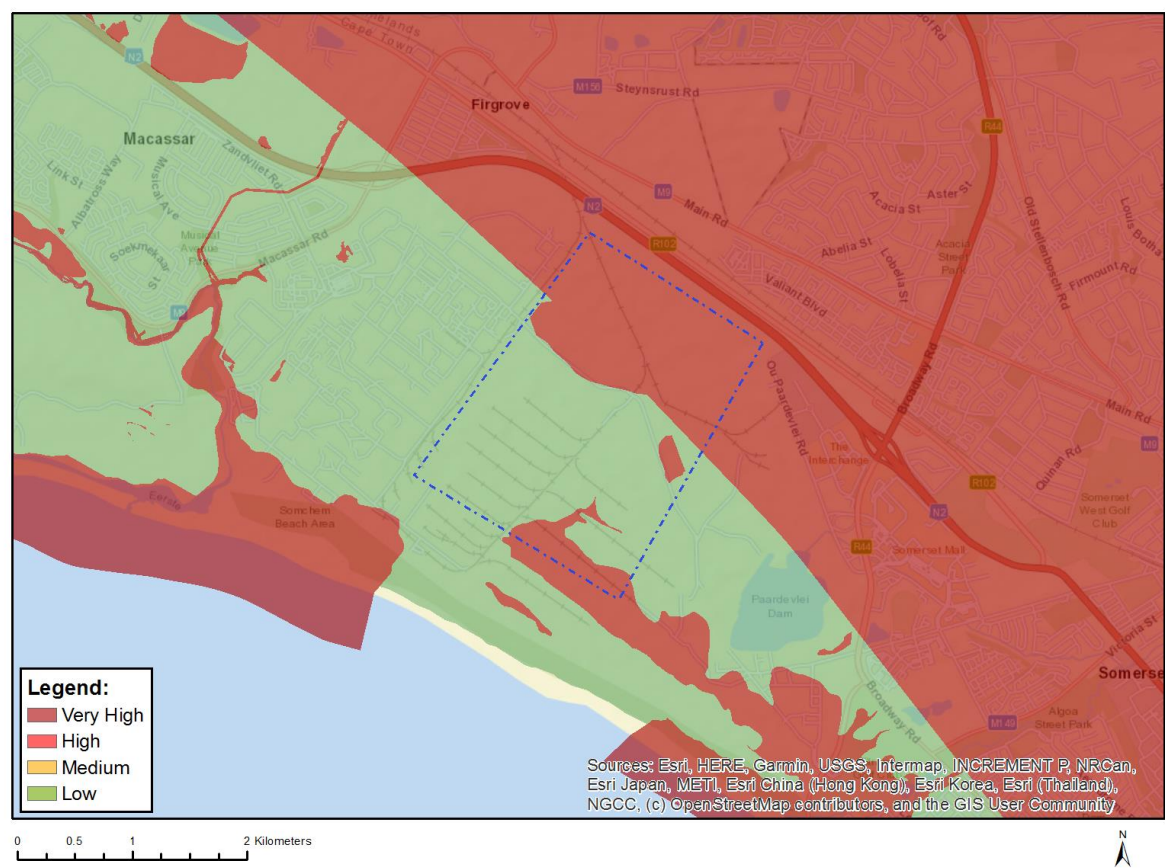 N2
Cape Town
Firgrove
M156
Steynsrust Rd
R44
Macassar
Zandvliet Rd
Link St
Albatross Way
Musical Ave
M9
Main Rd
Acacia St
Aster St
Old Stellenbosch Rd
Louis Botha
N2
R102
Abelia St
Lobelia St
Acacia
Street
Park
Firmount Rd
Musical
Avenue
Park
Macassar Rd
Soekmekaar
St
Valiant Blvd
Ou Paardevlei Rd
Broadway Rd
Main Rd
M9
The
Interchange
Quinan Rd
R102
Eerste
Somchem
Beach Area
N2
Somerset
West Golf
Club
R44
Somerset Mall
Paardevlei
Dam
Victoria St
Somerse
Broadway Rd
M149
Algoa
Street Park
Legend:
Very High
High
Medium
Low
Sources: Esri, HERE, Garmin, USGS, Intermap, INCREMENT P, NRCan,
Esri Japan, METI, Esri China (Hong Kong), Esri Korea, Esri (Thailand),
NGCC, (c) OpenStreetMap contributors, and the GIS User Community
0 0.5 1 2 Kilometers
N